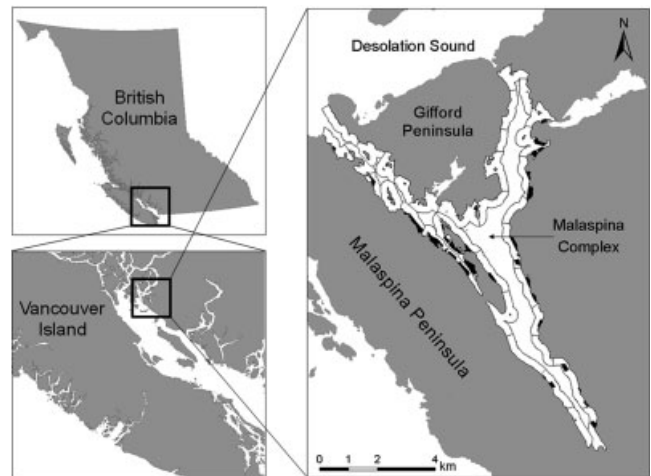 British
Columbia
Vancouver
Island
Desolation Sound
N
Gifford
Peninsula
Malaspina
Complex
Malaspina Peninsula
0 1 2 4
km